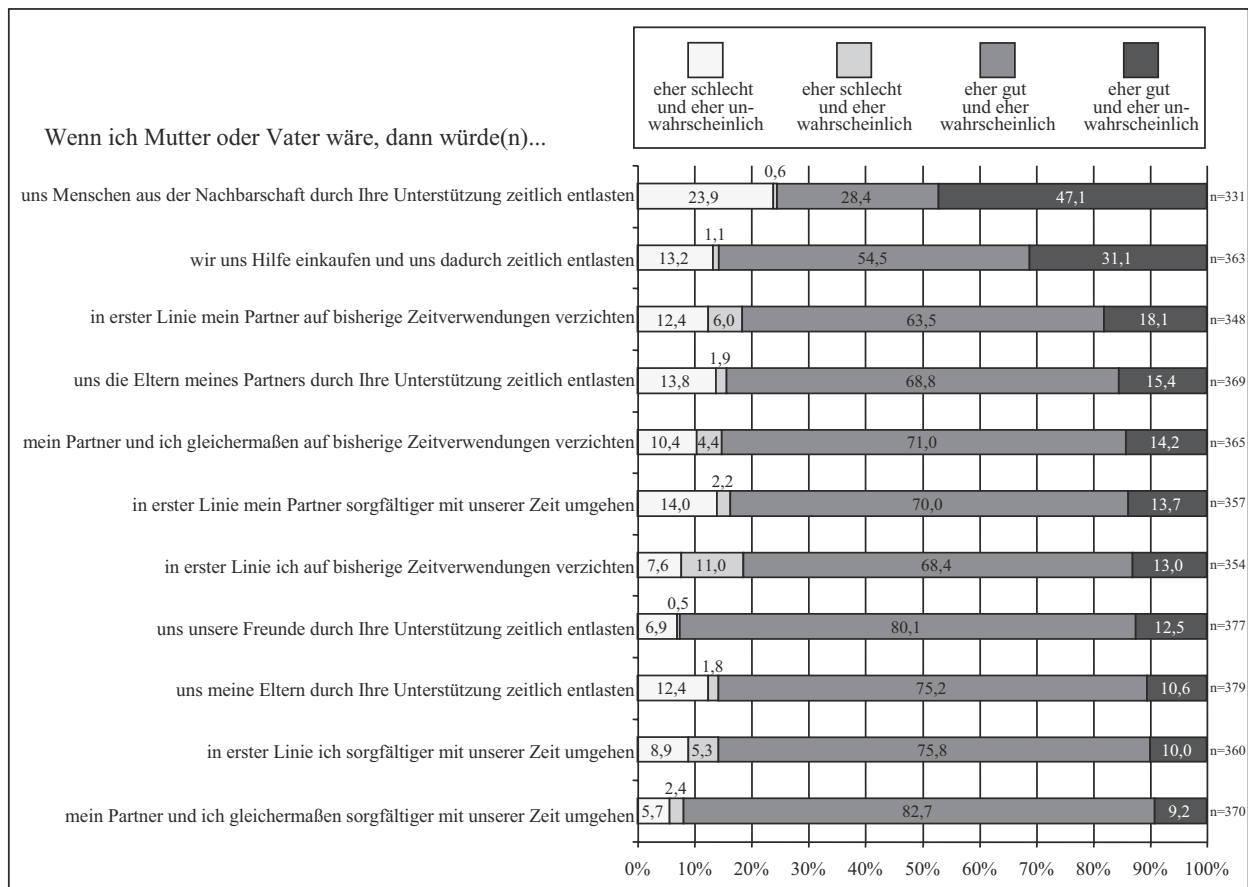 eher schlecht
und eher un-
wahrscheinlich
eher schlecht
und eher
wahrscheinlich
eher gut
und eher
wahrscheinlich
eher gut
und eher un-
wahrscheinlich
Wenn ich Mutter oder Vater wäre, dann würde(n)...
uns Menschen aus der Nachbarschaft durch Ihre Unterstützung zeitlich entlasten 23,9 0,6 28,4 47,1 n=331
wir uns Hilfe einkaufen und uns dadurch zeitlich entlasten 13,2 1,1 54,5 31,1 n=363
in erster Linie mein Partner auf bisherige Zeitverwendungen verzichten 12,4 6,0 63,5 18,1 n=348
uns die Eltern meines Partners durch Ihre Unterstützung zeitlich entlasten 13,8 1,9 68,8 15,4 n=369
mein Partner und ich gleichermaßen auf bisherige Zeitverwendungen verzichten 10,4 4,4 71,0 14,2 n=365
in erster Linie mein Partner sorgfältiger mit unserer Zeit umgehen 14,0 2,2 70,0 13,7 n=357
in erster Linie ich auf bisherige Zeitverwendungen verzichten 7,6 11,0 68,4 13,0 n=354
uns unsere Freunde durch Ihre Unterstützung zeitlich entlasten 6,9 0,5 80,1 12,5 n=377
uns meine Eltern durch Ihre Unterstützung zeitlich entlasten 12,4 1,8 75,2 10,6 n=379
in erster Linie ich sorgfältiger mit unserer Zeit umgehen 8,9 5,3 75,8 10,0 n=360
mein Partner und ich gleichermaßen sorgfältiger mit unserer Zeit umgehen 5,7 2,4 82,7 9,2 n=370
0% 10% 20% 30% 40% 50% 60% 70% 80% 90% 100%